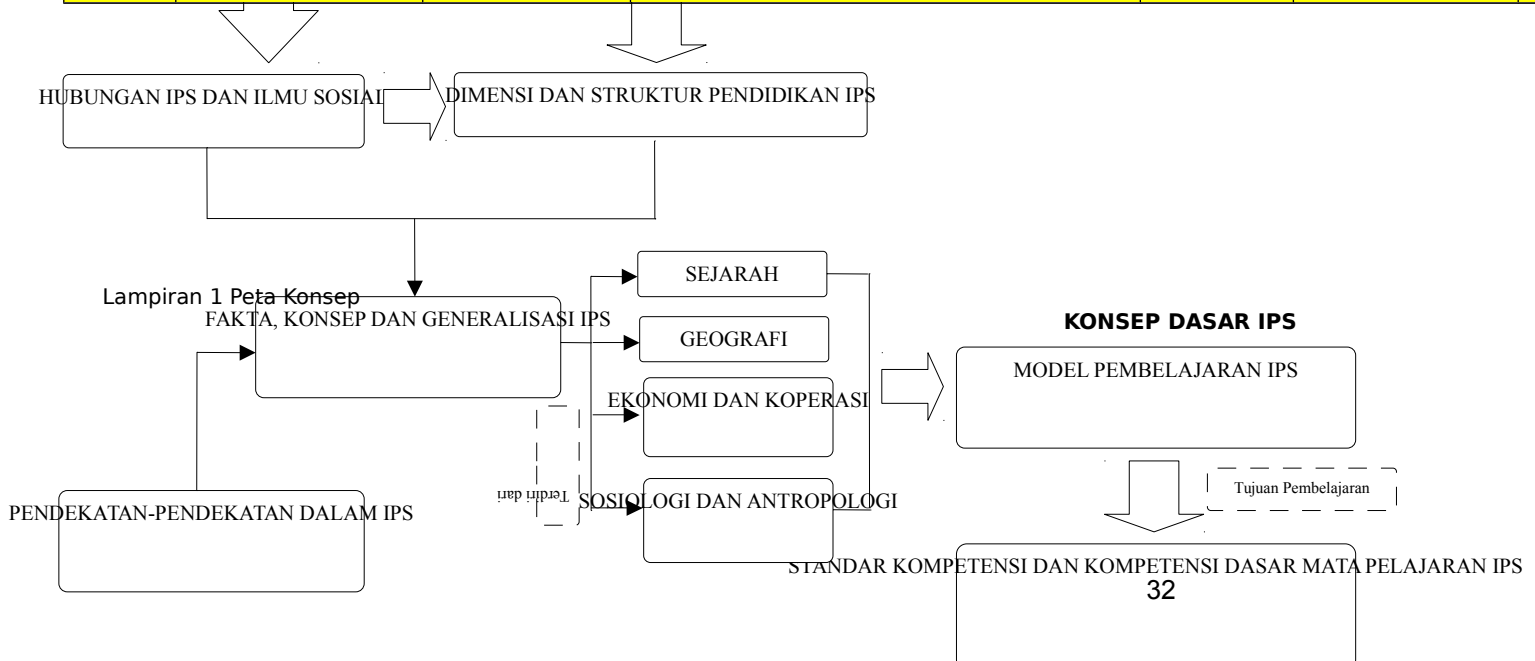 HUBUNGAN IPS DAN ILMU SOSIAL
DIMENSI DAN STRUKTUR PENDIDIKAN IPS
SEJARAH
Lampiran 1 Peta Konsep
FAKTA, KONSEP DAN GENERALISASI IPS
KONSEP DASAR IPS
GEOGRAFI
MODEL PEMBELAJARAN IPS
EKONOMI DAN KOPERASI
Terdiri dari
SOSIOLOGI DAN ANTROPOLOGI
Tujuan Pembelajaran
PENDEKATAN-PENDEKATAN DALAM IPS
STANDAR KOMPETENSI DAN KOMPETENSI DASAR MATA PELAJARAN IPS
32